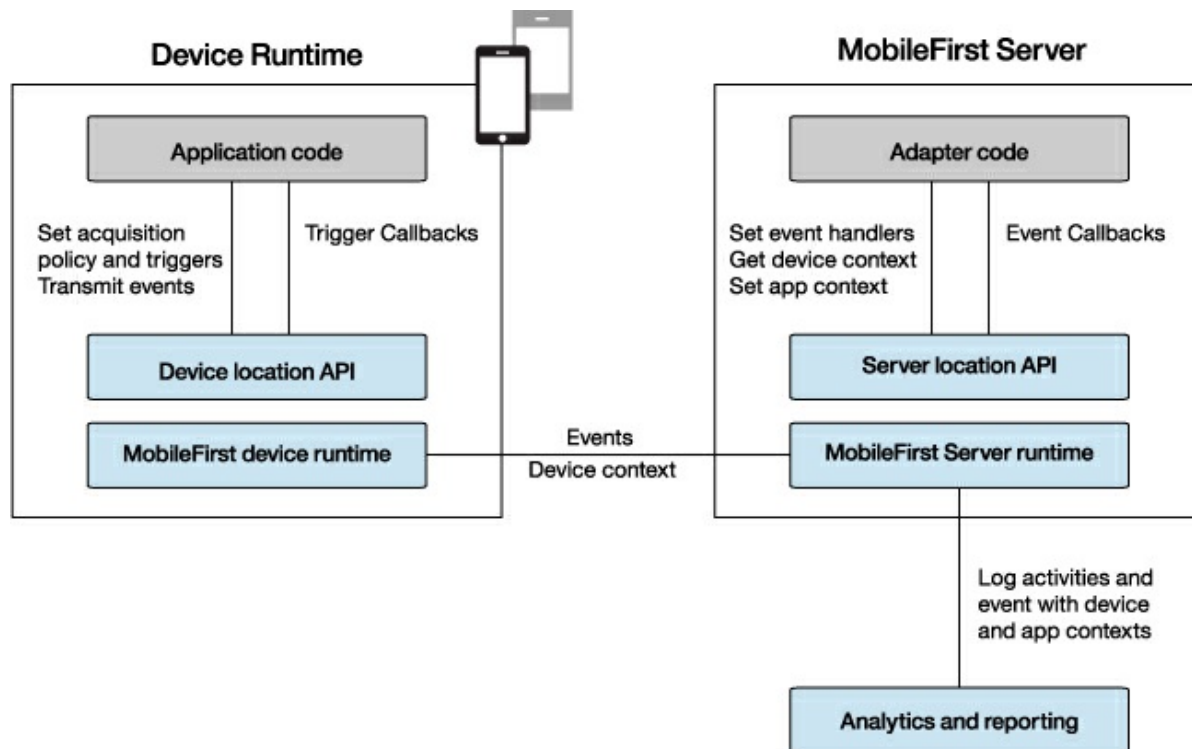 Device Runtime
Application code
Set acquisition
policy and triggers
Transmit events
Trigger Callbacks
Device location API
MobileFirst device runtime
Events
Device context
MobileFirst Server
Adapter code
Set event handlers
Get device context
Set app context
Event Callbacks
Server location API
MobileFirst Server runtime
Log activities and
event with device
and app contexts
Analytics and reporting